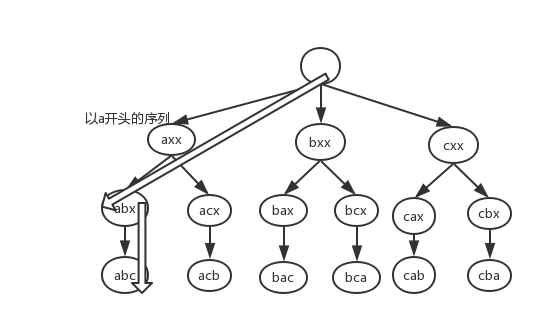 以a开头的序列
axx
bxx
cxx
abx
acx
bax
bcx
cax
cbx
abc
acb
bac
bca
cab
cba